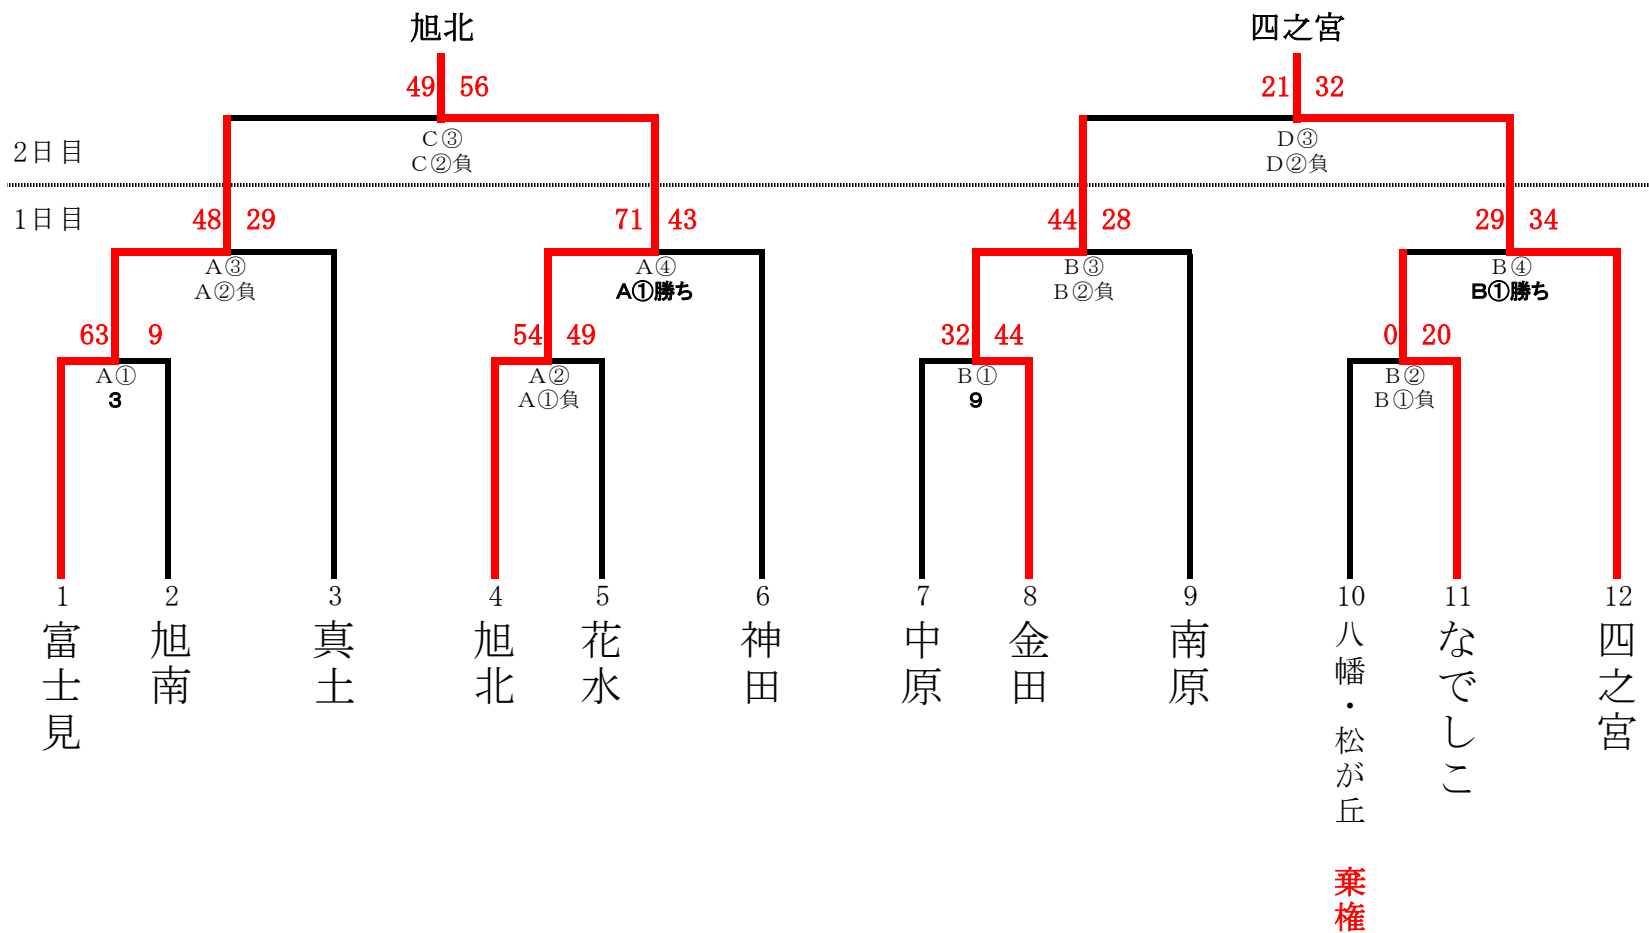 旭北 四之宮
49 56 21 32
C③ D③
C②負 D②負
2日目
1日目
48 29 71 43 44 28 29 34
A③ A④ B③ B④
A②負 A①勝ち B②負 B①勝ち
63 9 54 49 32 44 0 20
A① A② B① B②
3 A①負 9 B①負
1 2 3 4 5 6 7 8 9 10 11 12
富士見
旭南
真土
旭北
花水
神田
中原
金田
南原
八幡・松が丘 棄権
なでしこ
四之宮